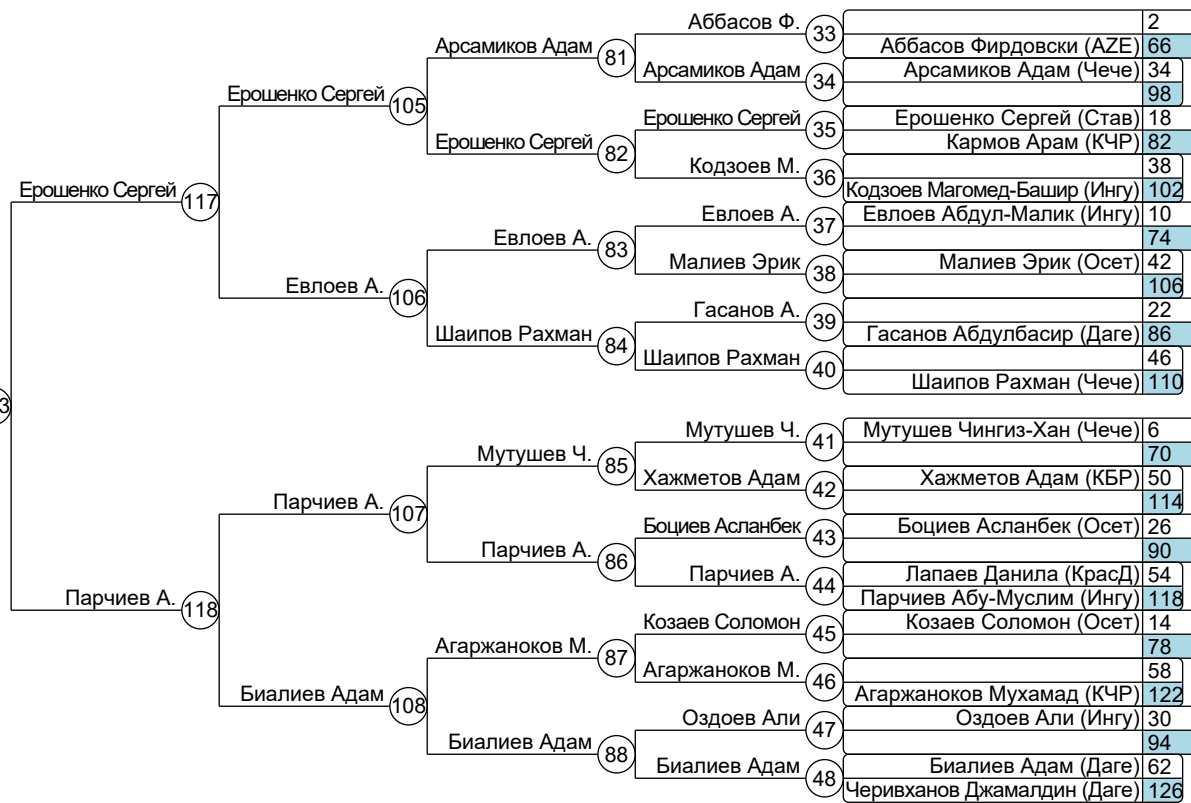 Аббасов Ф. 33 2
Арсамиков Адам 81 Аббасов Фирдовски (AZE) 66
Арсамиков Адам 34 Арсамиков Адам (Чече) 34
98
Ерошенко Сергей 105 Ерошенко Сергей 35 Ерошенко Сергей (Став) 18
Ерошенко Сергей 82 Кармов Арам (КЧР) 82
Кодзоев М. 36 38
Ерошенко Сергей 117 Кодзоев Магомед-Башир (Ингу) 102
Евлоев А. 37 Евлоев Абдул-Малик (Ингу) 10
Евлоев А. 83 74
Малиев Эрик 38 Малиев Эрик (Осет) 42
Евлоев А. 106 106
Гасанов А. 39 22
Шаипов Рахман 84 Гасанов Абдулбасир (Даге) 86
Шаипов Рахман 40 46
Шаипов Рахман (Чече) 110
3
Мутушев Ч. 41 Мутушев Чингиз-Хан (Чече) 6
Мутушев Ч. 85 70
Хажметов Адам 42 Хажметов Адам (КБР) 50
Парчиев А. 107 114
Боциев Асланбек 43 Боциев Асланбек (Осет) 26
Парчиев А. 86 90
Парчиев А. 44 Лапаев Данила (КрасД) 54
Парчиев А. 118 Парчиев Абу-Муслим (Ингу) 118
Козаев Соломон 45 Козаев Соломон (Осет) 14
Агаржаноков М. 87 78
Агаржаноков М. 46 58
Биалиев Адам 108 Агаржаноков Мухамад (КЧР) 122
Оздоев Али 47 Оздоев Али (Ингу) 30
Биалиев Адам 88 94
Биалиев Адам 48 Биалиев Адам (Даге) 62
Черивханов Джамалдин (Даге) 126